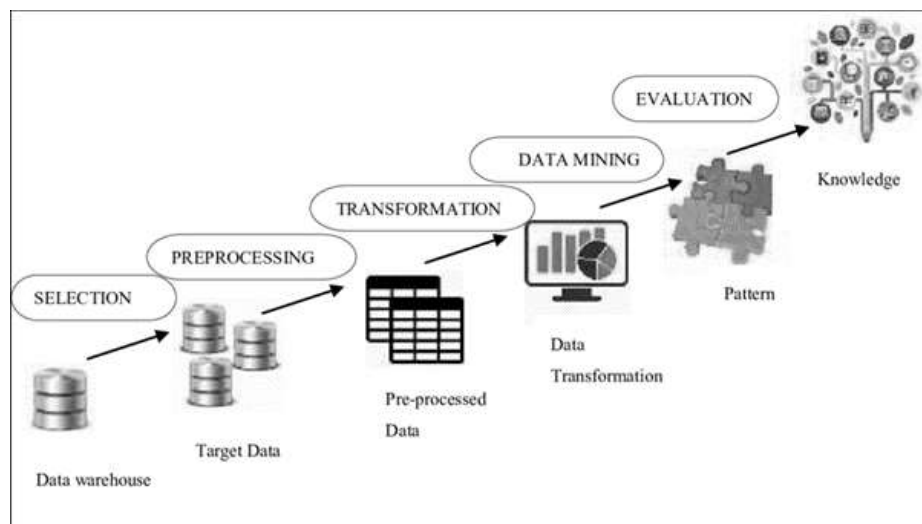 EVALUATION
DATA MINING
Knowledge
TRANSFORMATION
PREPROCESSING
Pattern
SELECTION
Data
Transformation
Pre-processed
Data
Target Data
Data warehouse